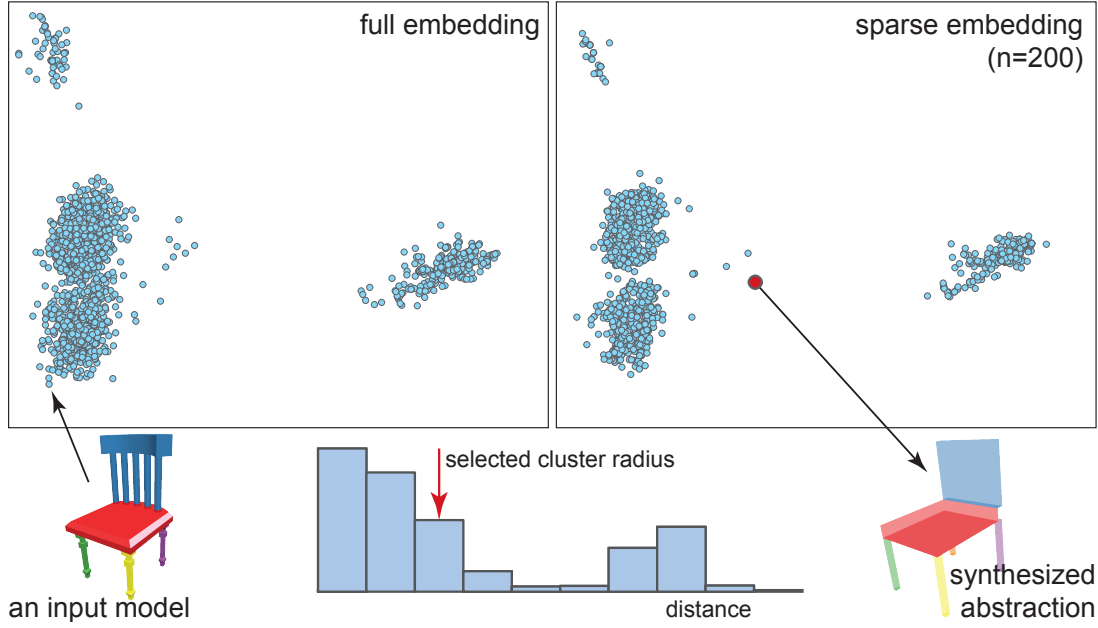 full embedding
sparse embedding
(n=200)
selected cluster radius
an input model
distance
synthesized
abstraction